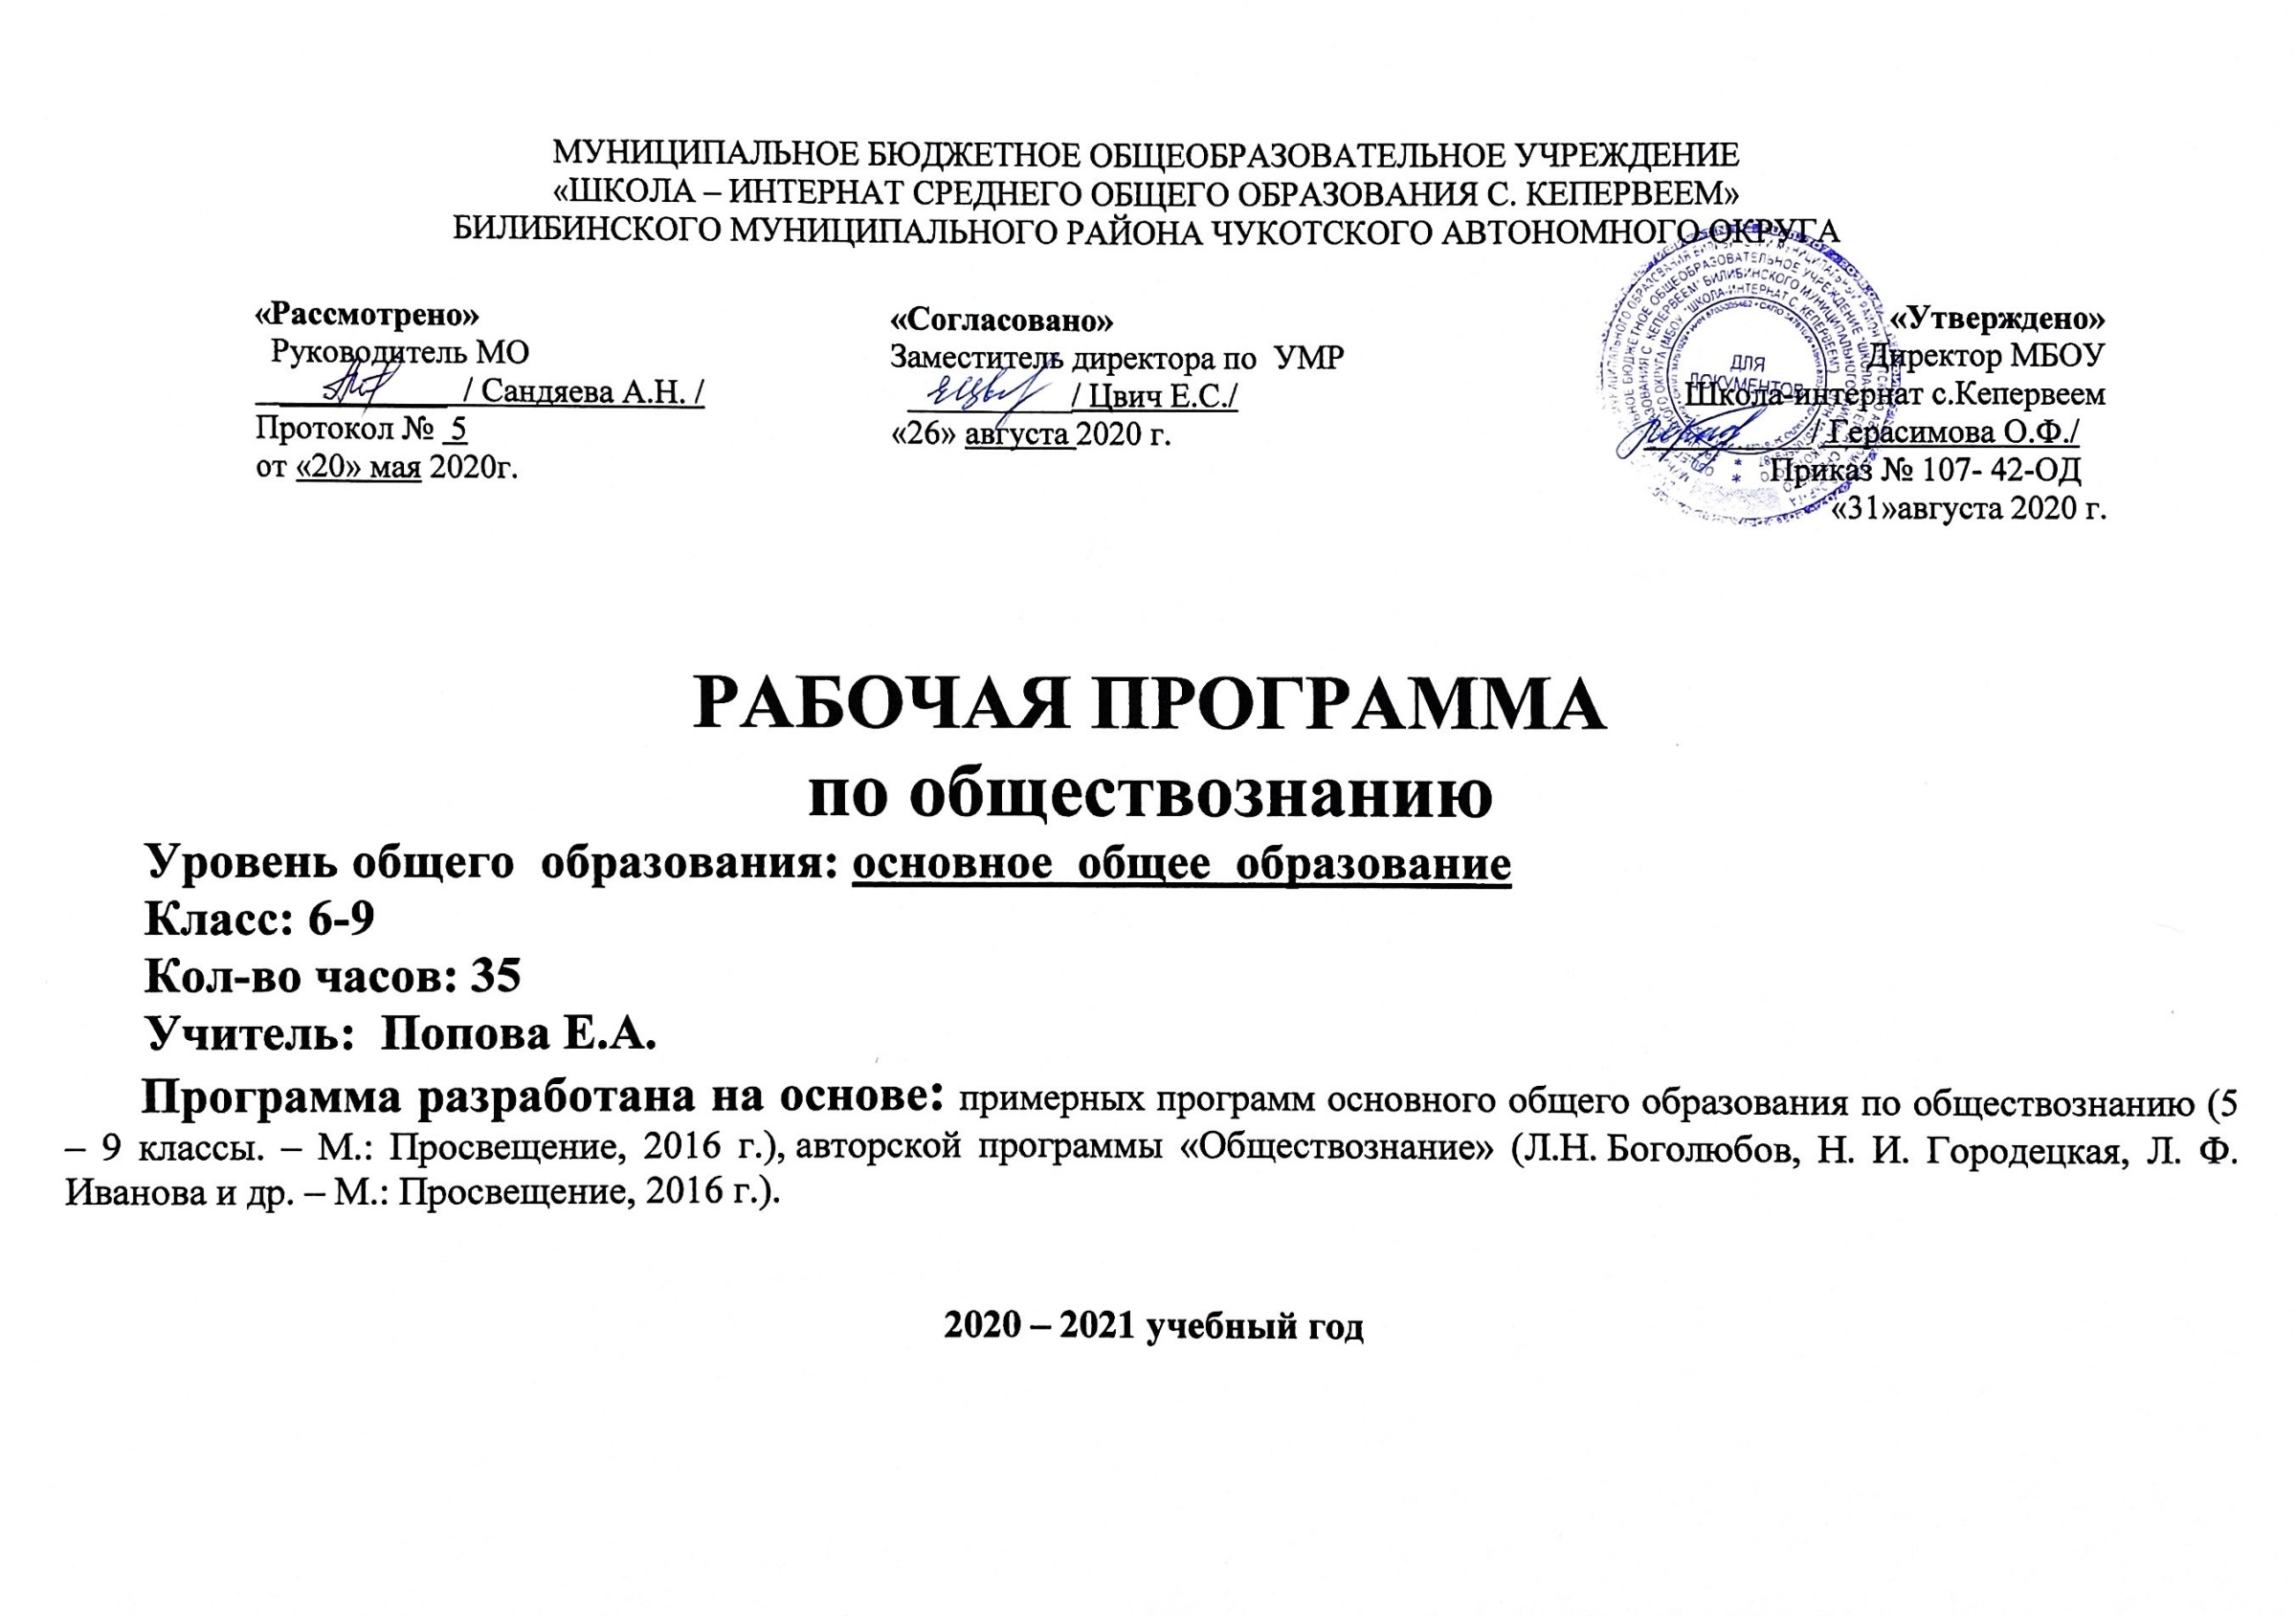 МУНИЦИПАЛЬНОЕ БЮДЖЕТНОЕ ОБЩЕОБРАЗОВАТЕЛЬНОЕ УЧРЕЖДЕНИЕ
«ШКОЛА – ИНТЕРНАТ СРЕДНЕГО ОБЩЕГО ОБРАЗОВАНИЯ С. КЕПЕРВЕЕМ»
БИЛИБИНСКОГО МУНИЦИПАЛЬНОГО РАЙОНА ЧУКОТСКОГО АВТОНОМНОГО ОКРУГА
«Рассмотрено»
Руководитель МО
/ Сандяева А.Н. /
Протокол № 5
от «20» мая 2020г.
«Согласовано»
Заместитель директора по УМР
/ Цвич Е.С./
«26» августа 2020 г.
«Утверждено»
Директор МБОУ
Школа-интернат с.Кепервеем
/ Герасимова О.Ф./
Приказ № 107- 42-ОД
«31»августа 2020 г.
ДЛЯ
ДОКУМЕНТОВ
РАБОЧАЯ ПРОГРАММА
по обществознанию
Уровень общего образования: основное общее образование
Класс: 6-9
Кол-во часов: 35
Учитель: Попова Е.А.
Программа разработана на основе: примерных программ основного общего образования по обществознанию (5
– 9 классы. – М.: Просвещение, 2016 г.), авторской программы «Обществознание» (Л.Н. Боголюбов, Н. И. Городецкая, Л. Ф.
Иванова и др. – М.: Просвещение, 2016 г.).
2020 – 2021 учебный год